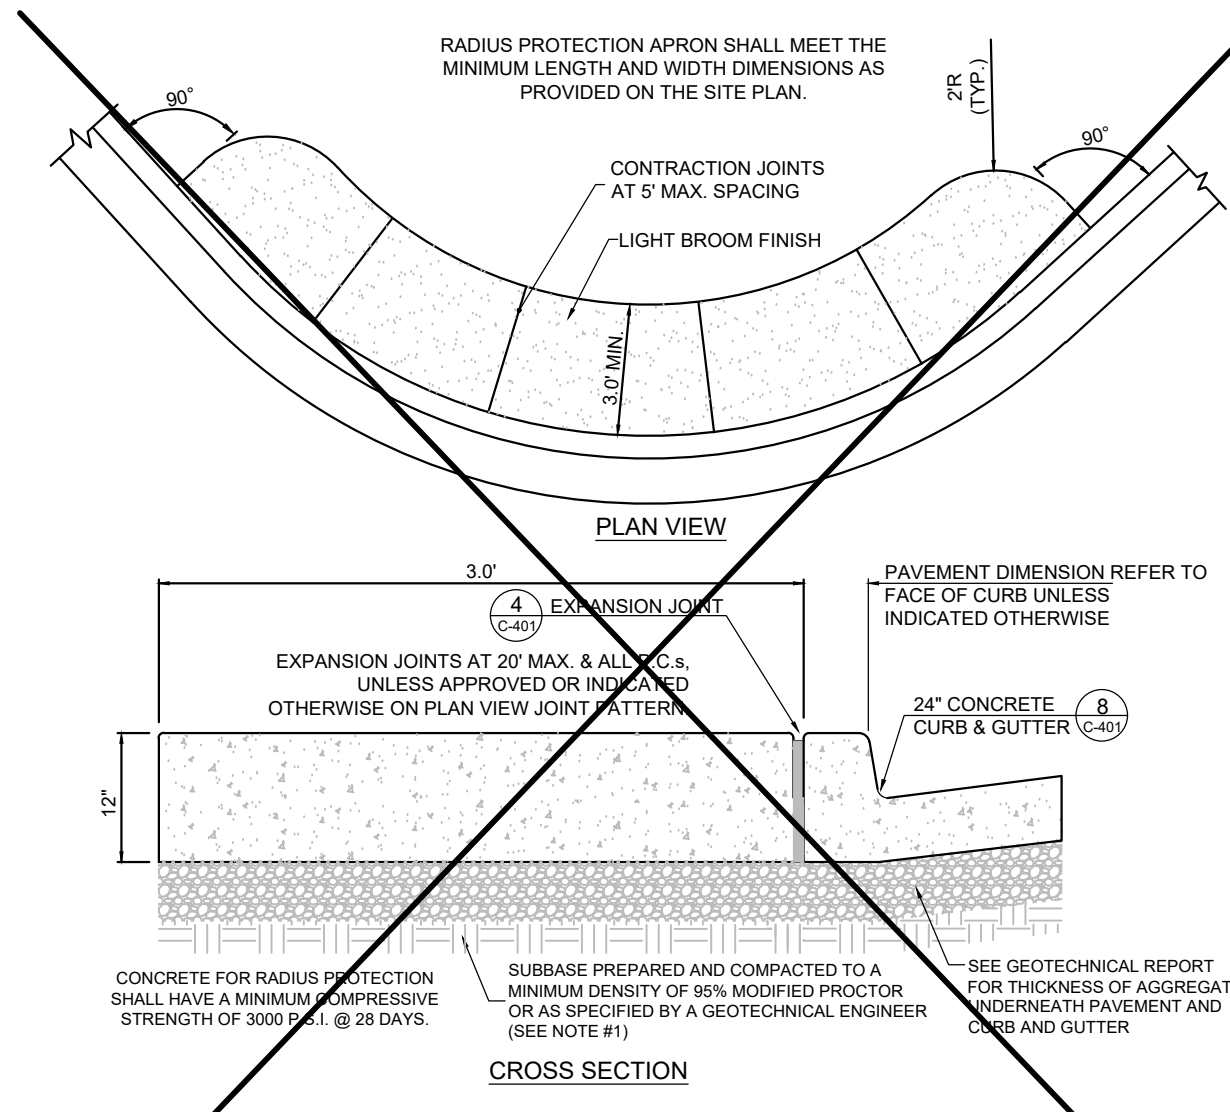 RADIUS PROTECTION APRON SHALL MEET THE
MINIMUM LENGTH AND WIDTH DIMENSIONS AS
PROVIDED ON THE SITE PLAN.
90°
2'R
(TYP.)
90°
CONTRACTION JOINTS
AT 5' MAX. SPACING
LIGHT BROOM FINISH
3.0' MIN.
PLAN VIEW
3.0'
4
C-401
EXPANSION JOINT
PAVEMENT DIMENSION REFER TO
FACE OF CURB UNLESS
INDICATED OTHERWISE
EXPANSION JOINTS AT 20' MAX. & ALL P.C.s,
UNLESS APPROVED OR INDICATED
OTHERWISE ON PLAN VIEW JOINT PATTERN
24" CONCRETE
CURB & GUTTER
8
C-401
12"
CONCRETE FOR RADIUS PROTECTION
SHALL HAVE A MINIMUM COMPRESSIVE
STRENGTH OF 3000 P.S.I. @ 28 DAYS.
SUBBASE PREPARED AND COMPACTED TO A
MINIMUM DENSITY OF 95% MODIFIED PROCTOR
OR AS SPECIFIED BY A GEOTECHNICAL ENGINEER
(SEE NOTE #1)
SEE GEOTECHNICAL REPORT
FOR THICKNESS OF AGGREGAT
UNDERNEATH PAVEMENT AND
CURB AND GUTTER
CROSS SECTION